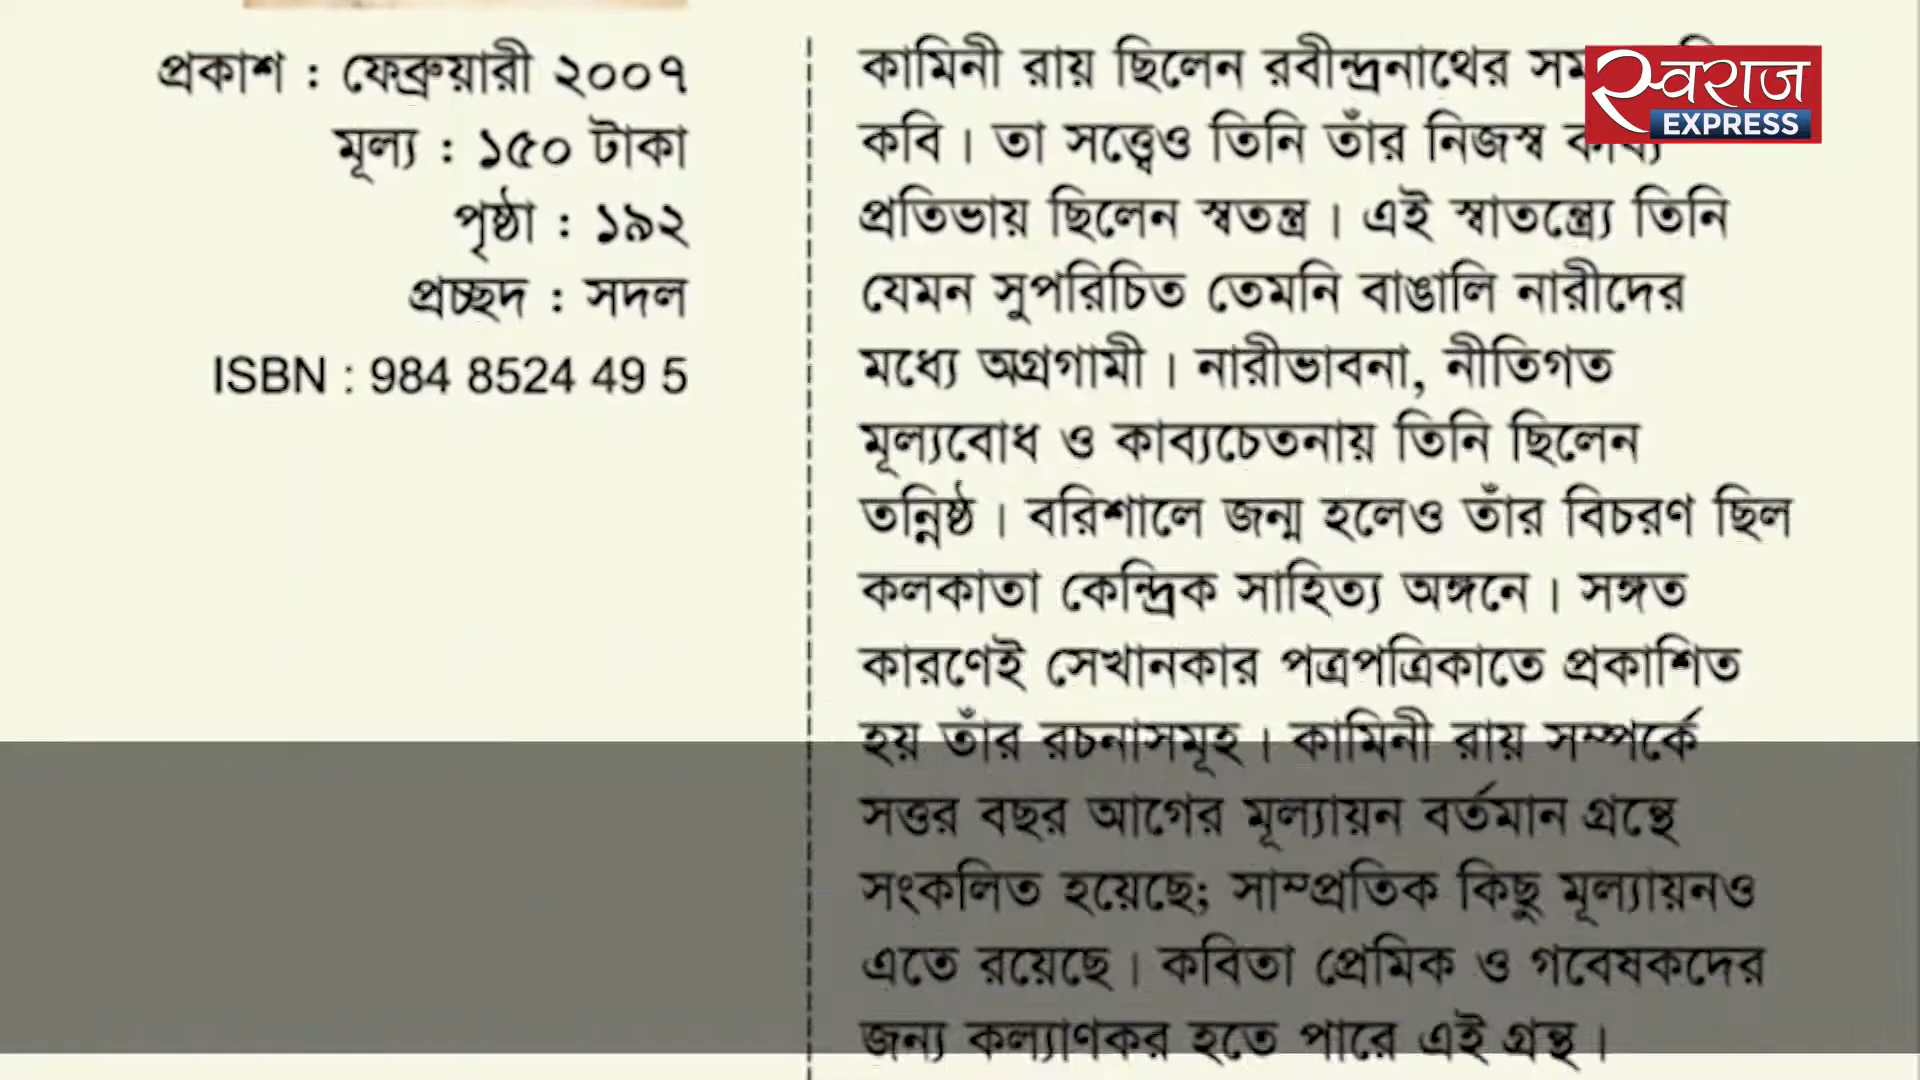 প্রকাশ : ফেব্রুয়ারী ২০০৭
মূল্য : ১৫০ টাকা
পৃষ্ঠা : ১৯২
প্রচ্ছদ : সদল
ISBN : 984 8524 49 5
কামিনী রায় ছিলেন রবীন্দ্রনাথের
কবি । তা সত্ত্বেও তিনি তাঁর নিজস্ব কাব্য
প্রতিভায় ছিলেন স্বতন্ত্র । এই স্বাতন্ত্র্যে তিনি
যেমন সুপরিচিত তেমনি বাঙালি নারীদের
মধ্যে অগ্রগামী । নারীভাবনা, নীতিগত
মূল্যবোধ ও কাব্যচেতনায় তিনি ছিলেন
তন্নিষ্ঠ । বরিশালে জন্ম হলেও তাঁর বিচরণ ছিল
কলকাতা কেন্দ্রিক সাহিত্য অঙ্গনে । সঙ্গত
কারণেই সেখানকার পত্রপত্রিকাতে প্রকাশিত
হয় তাঁর রচনাসমূহ । কামিনী রায় সম্পর্কে
সত্তর বছর আগের মূল্যায়ন বর্তমান গ্রন্থে
সংকলিত হয়েছে; সাম্প্রতিক কিছু মূল্যায়নও
এতে রয়েছে । কবিতা প্রেমিক ও গবেষকদের
জন্য কল্যাণকর হতে পারে এই গ্রন্থ ।
स्वराज
EXPRESS